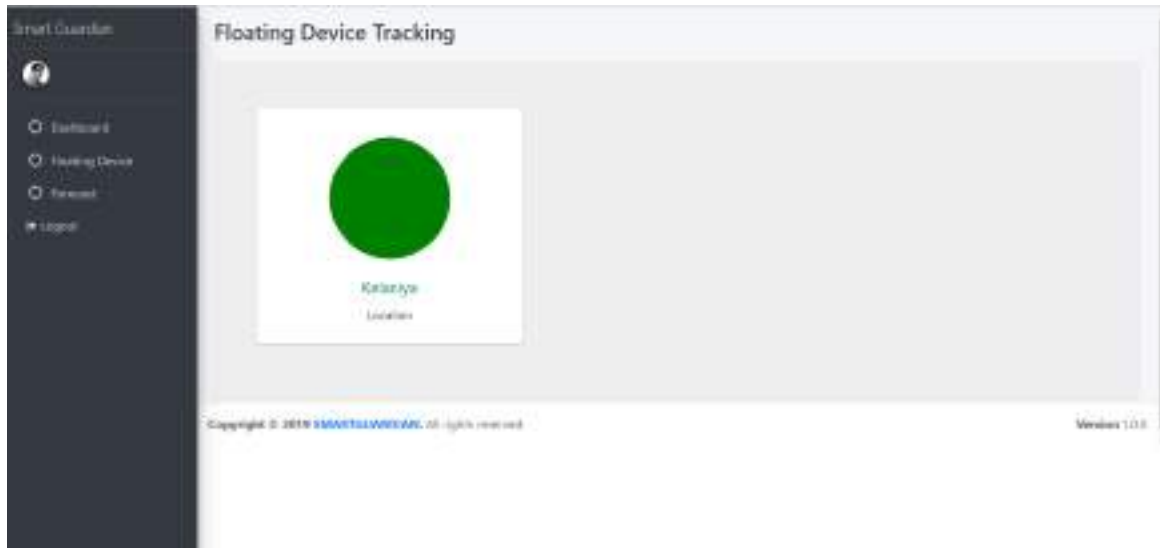 Smart Guardian
Floating Device Tracking
Dashboard
Floating Device
Forecast
Logout
Kelaniya
Location
Copyright © 2019 SMARTGUARDIAN. All rights reserved.
Version 1.0.0